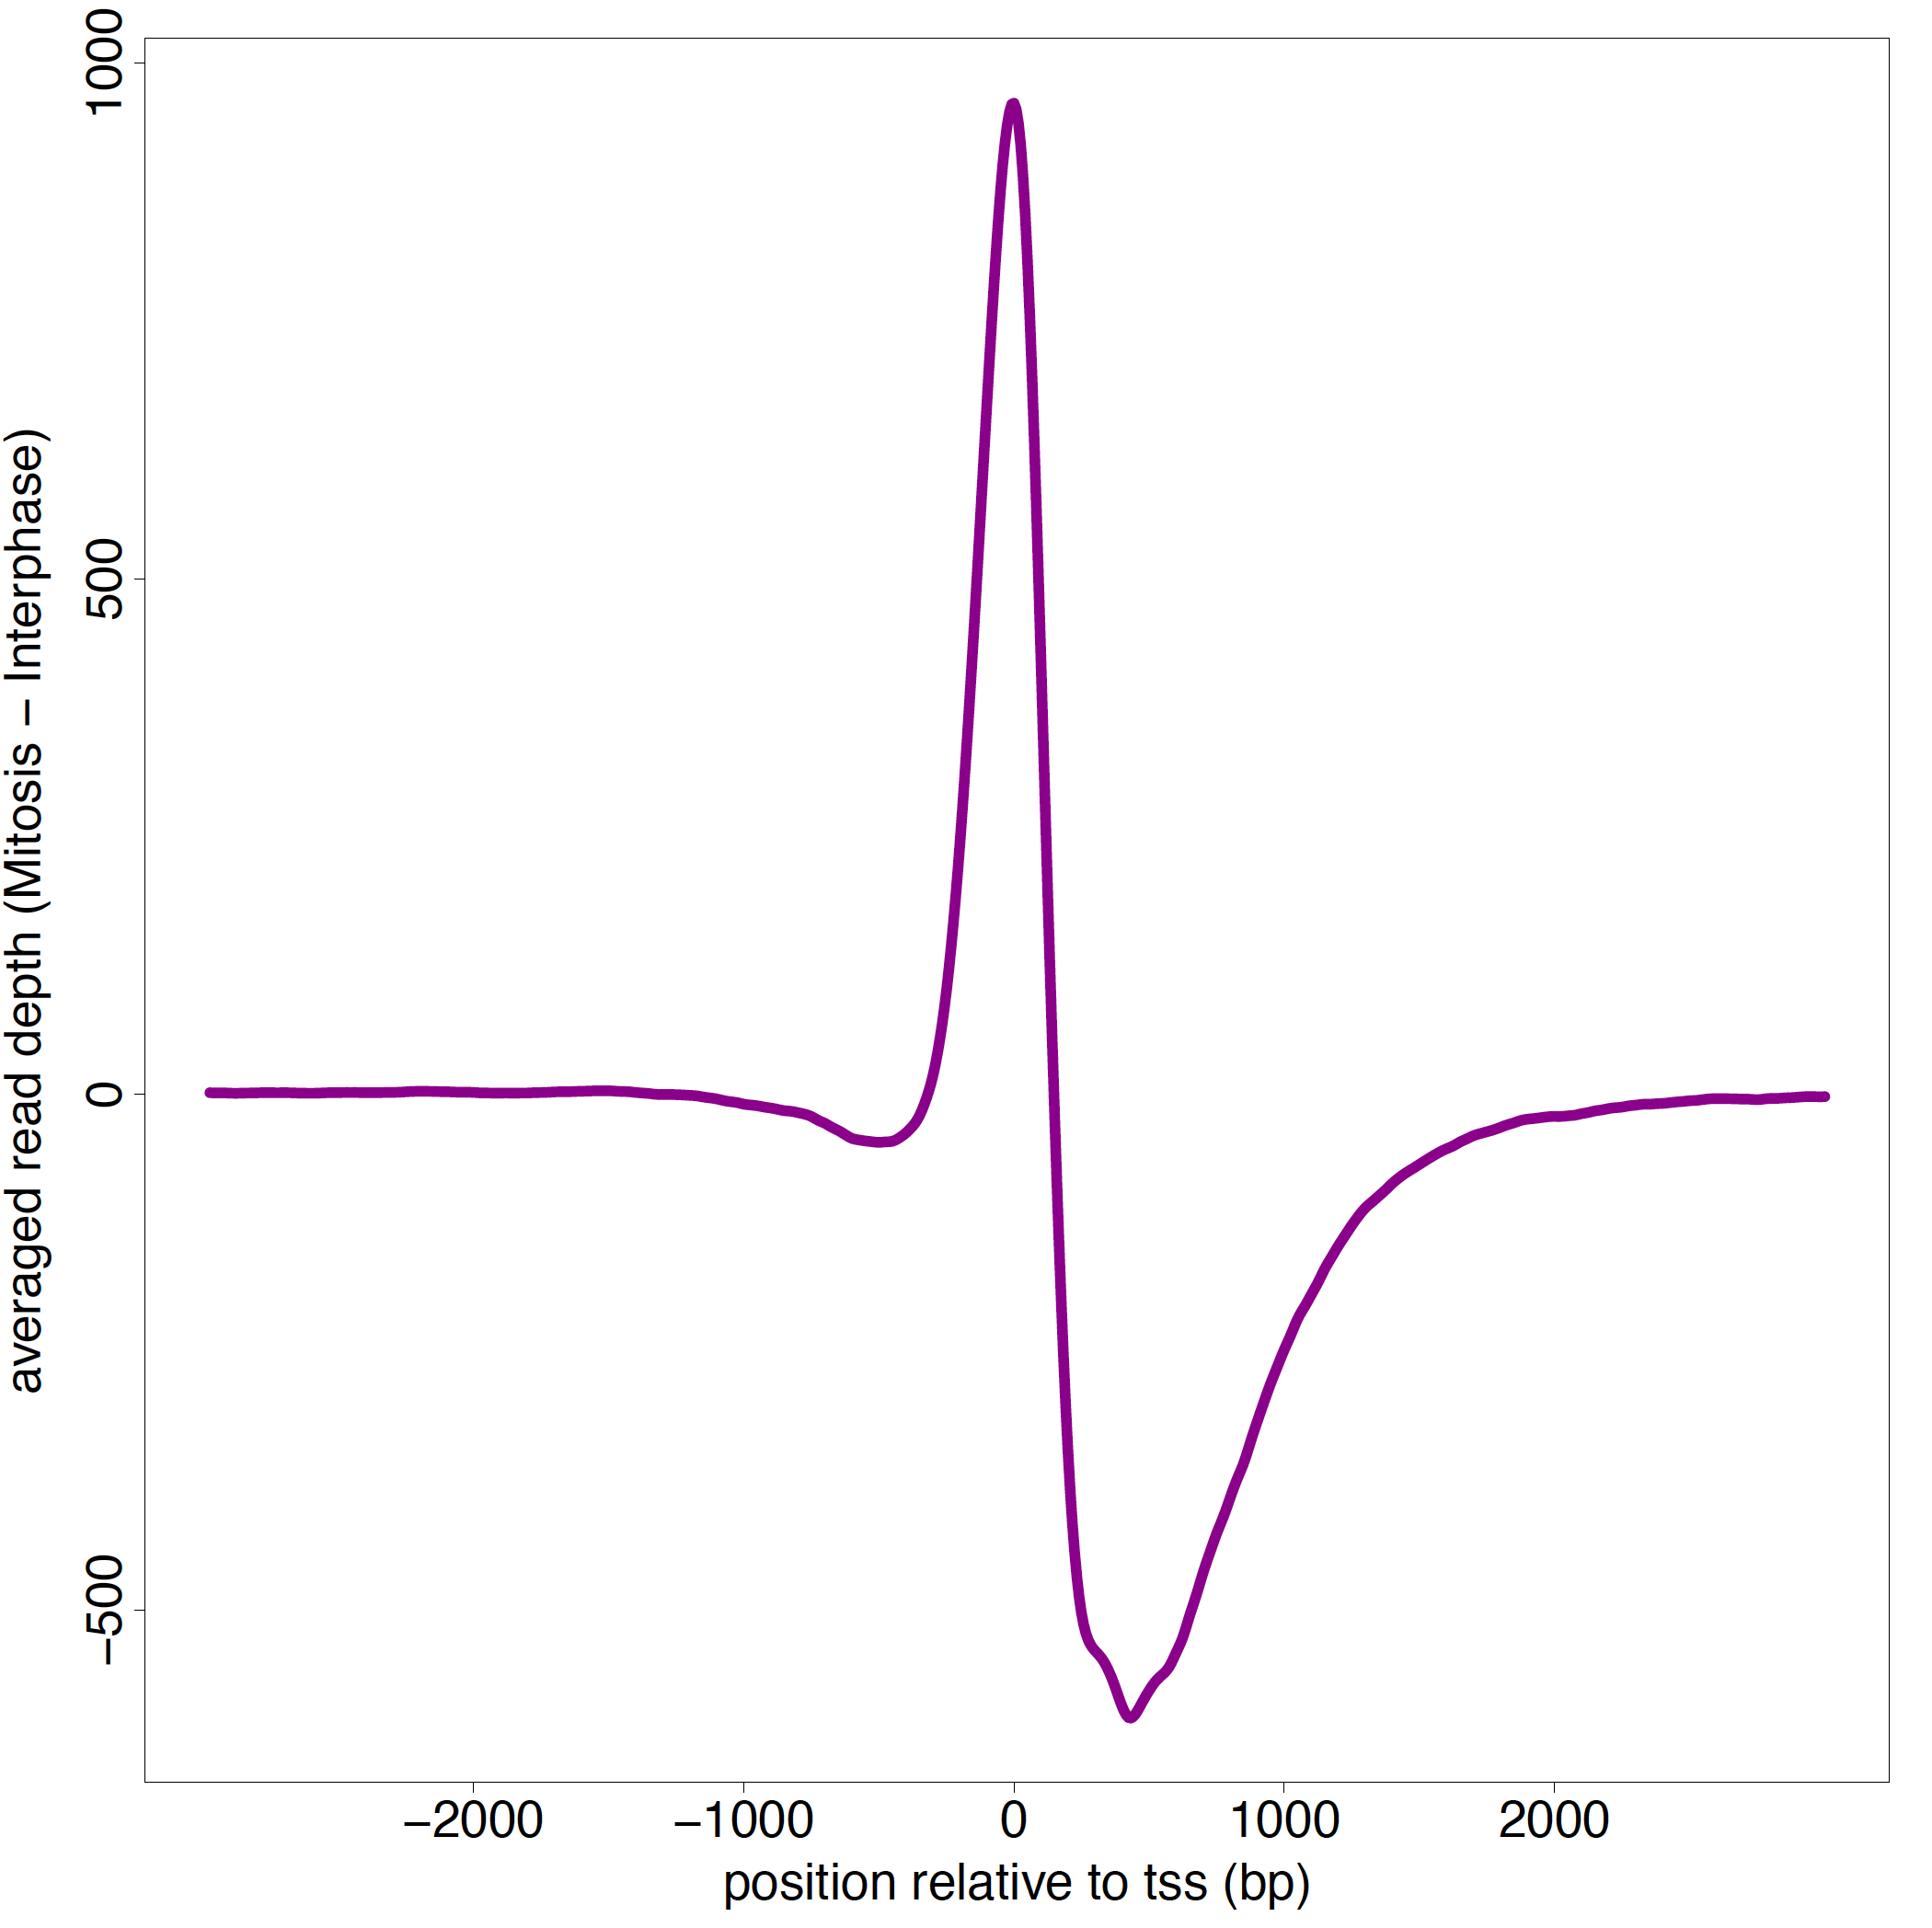 averaged read depth (Mitosis − Interphase)
1000
500
0
−500
−2000 −1000 0 1000 2000
position relative to tss (bp)